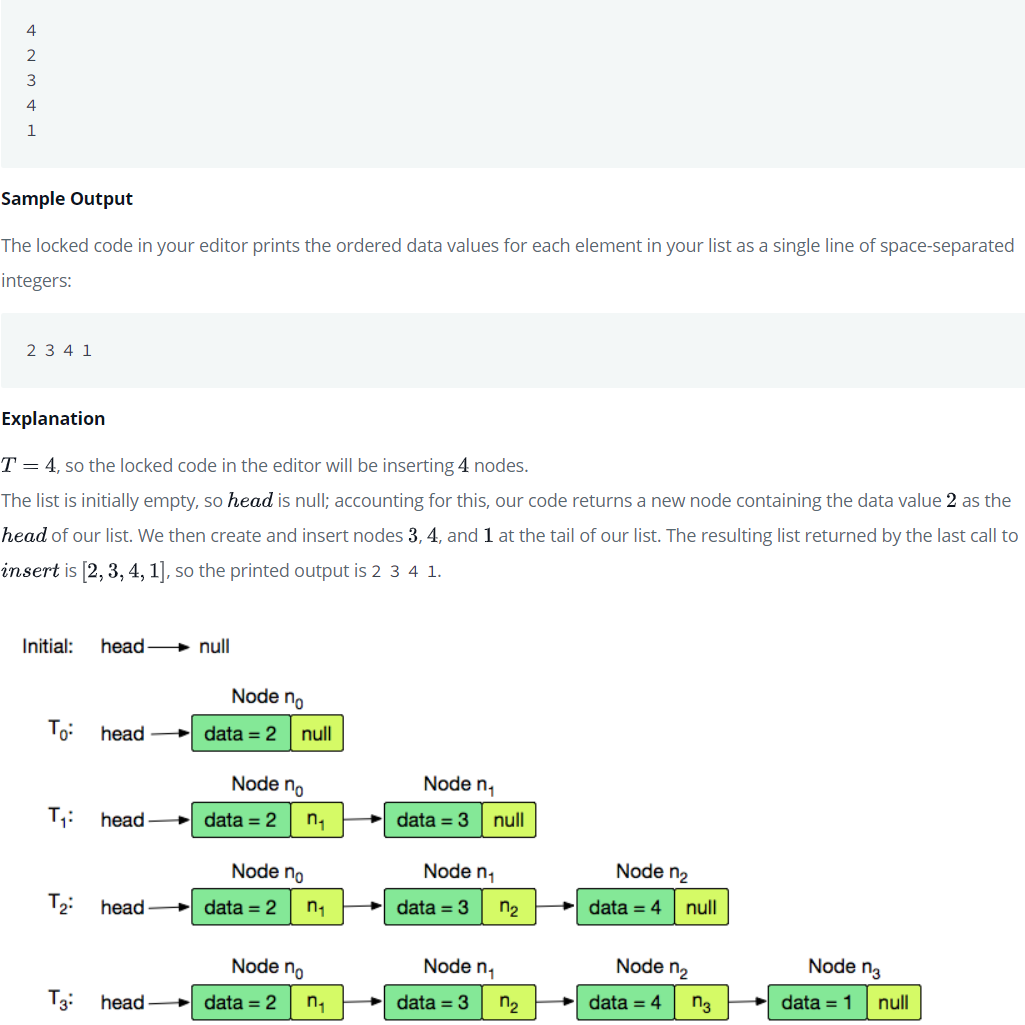 4
2
3
4
1
Sample Output
The locked code in your editor prints the ordered data values for each element in your list as a single line of space-separated
integers:
2 3 4 1
Explanation
T = 4, so the locked code in the editor will be inserting 4 nodes.
The list is initially empty, so head is null; accounting for this, our code returns a new node containing the data value 2 as the
head of our list. We then create and insert nodes 3, 4, and 1 at the tail of our list. The resulting list returned by the last call to
insert is [2, 3, 4, 1], so the printed output is 2 3 4 1.
Initial: head null
Node n0
T0: head data = 2 null
Node n0 Node n1
T1: head data = 2 n1 data = 3 null
Node n0 Node n1 Node n2
T2: head data = 2 n1 data = 3 n2 data = 4 null
Node n0 Node n1 Node n2 Node n3
T3: head data = 2 n1 data = 3 n2 data = 4 n3 data = 1 null